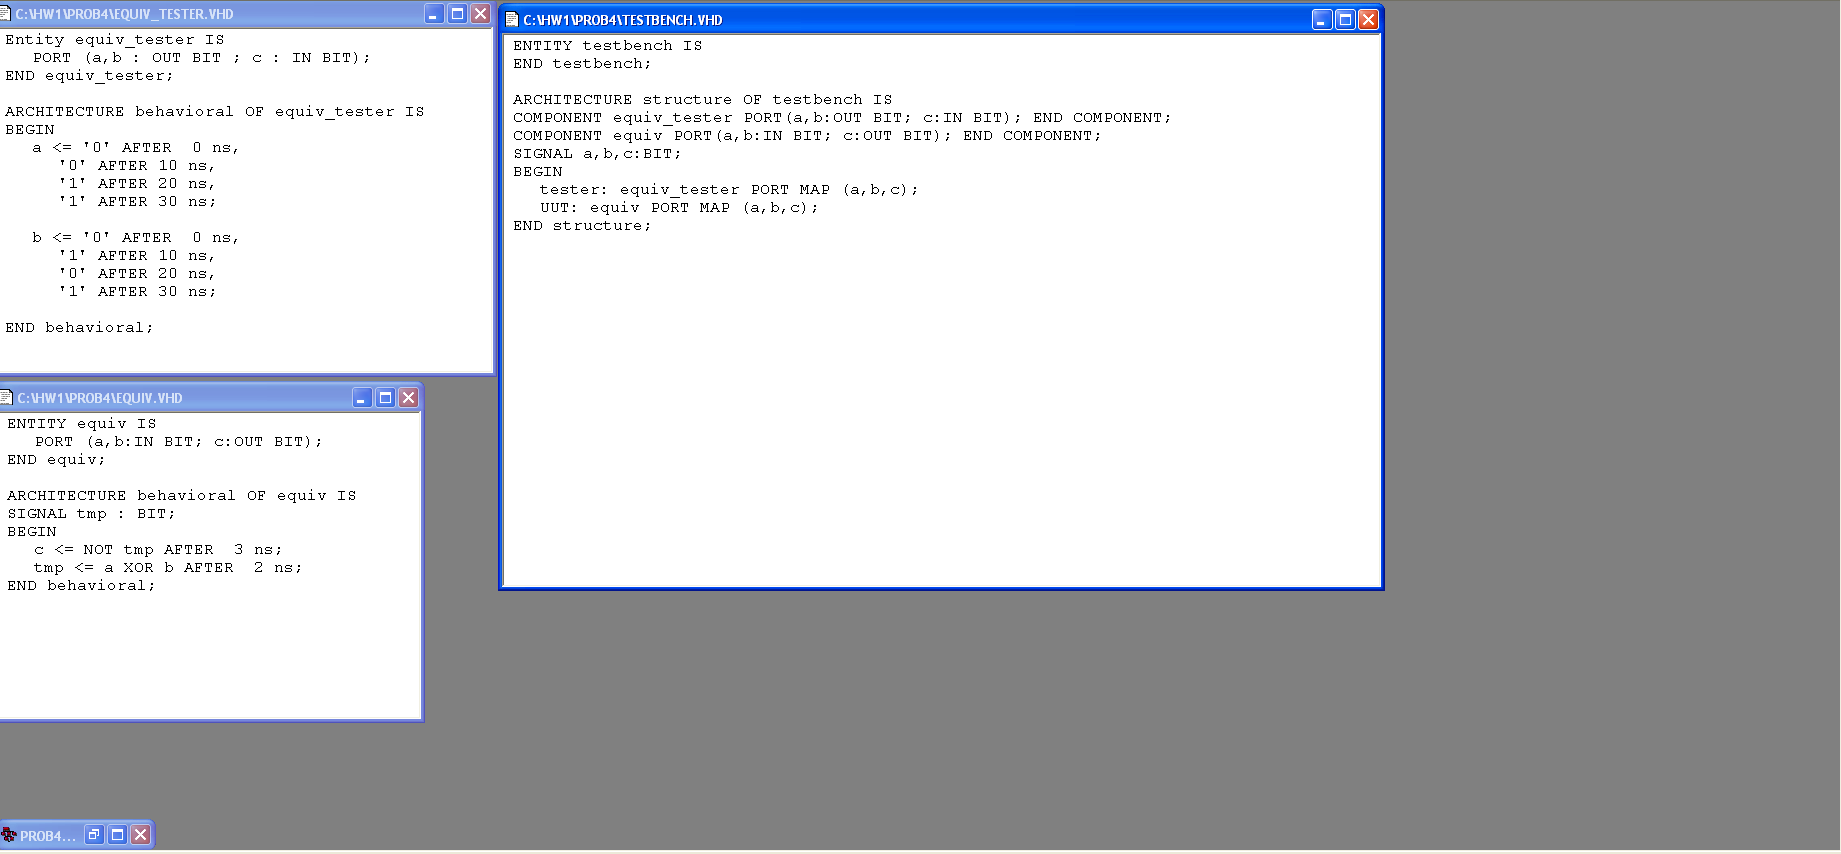 C:\HW1\PROB4\EQUIV_TESTER.VHD
Entity equiv_tester IS
PORT (a,b : OUT BIT ; c : IN BIT);
END equiv_tester;
ARCHITECTURE behavioral OF equiv_tester IS
BEGIN
a <= '0' AFTER  0 ns,
'0' AFTER 10 ns,
'1' AFTER 20 ns,
'1' AFTER 30 ns;
b <= '0' AFTER  0 ns,
'1' AFTER 10 ns,
'0' AFTER 20 ns,
'1' AFTER 30 ns;
END behavioral;
C:\HW1\PROB4\TESTBENCH.VHD
ENTITY testbench IS
END testbench;
ARCHITECTURE structure OF testbench IS
COMPONENT equiv_tester PORT(a,b:OUT BIT; c:IN BIT); END COMPONENT;
COMPONENT equiv PORT(a,b:IN BIT; c:OUT BIT); END COMPONENT;
SIGNAL a,b,c:BIT;
BEGIN
tester: equiv_tester PORT MAP (a,b,c);
UUT: equiv PORT MAP (a,b,c);
END structure;
C:\HW1\PROB4\EQUIV.VHD
ENTITY equiv IS
PORT (a,b:IN BIT; c:OUT BIT);
END equiv;
ARCHITECTURE behavioral OF equiv IS
SIGNAL tmp : BIT;
BEGIN
c <= NOT tmp AFTER  3 ns;
tmp <= a XOR b AFTER  2 ns;
END behavioral;
PROB4...